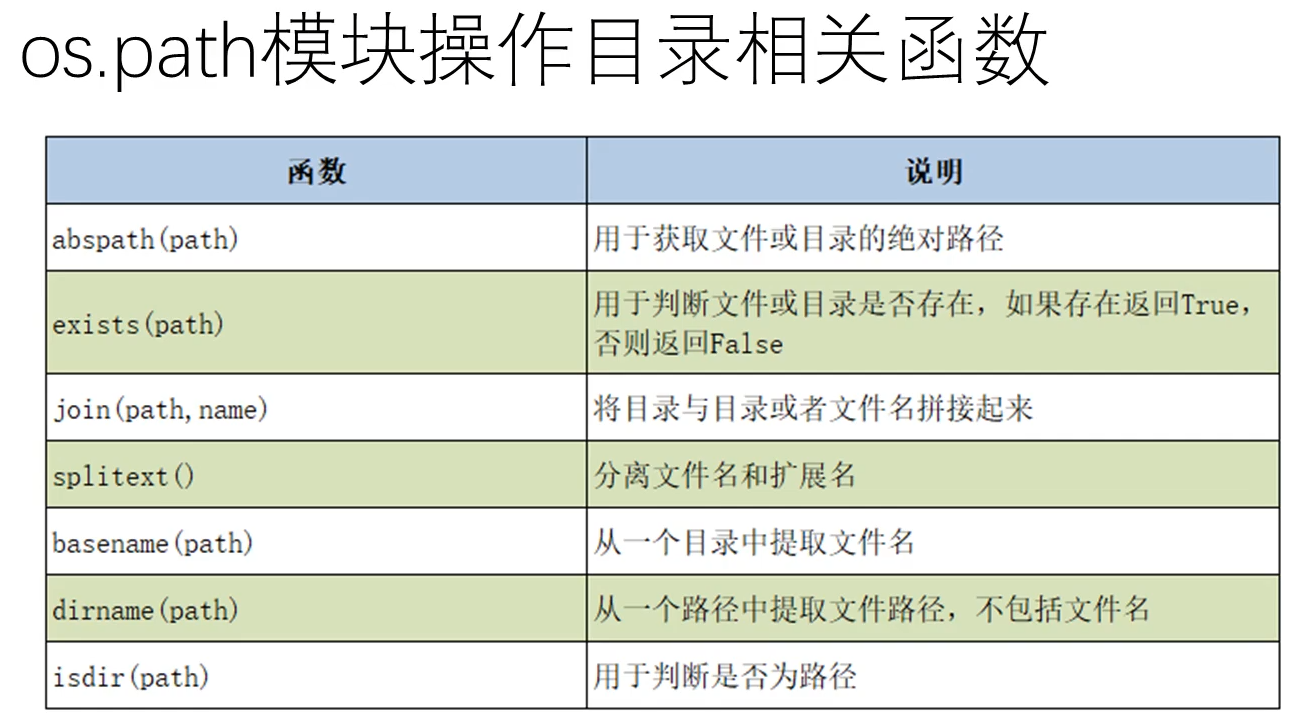 os.path模块操作目录相关函数
函数 说明
abspath(path) 用于获取文件或目录的绝对路径
exists(path) 用于判断文件或目录是否存在，如果存在返回True，
否则返回False
join(path,name) 将目录与目录或者文件名拼接起来
splitext() 分离文件名和扩展名
basename(path) 从一个目录中提取文件名
dirname(path) 从一个路径中提取文件路径，不包括文件名
isdir(path) 用于判断是否为路径